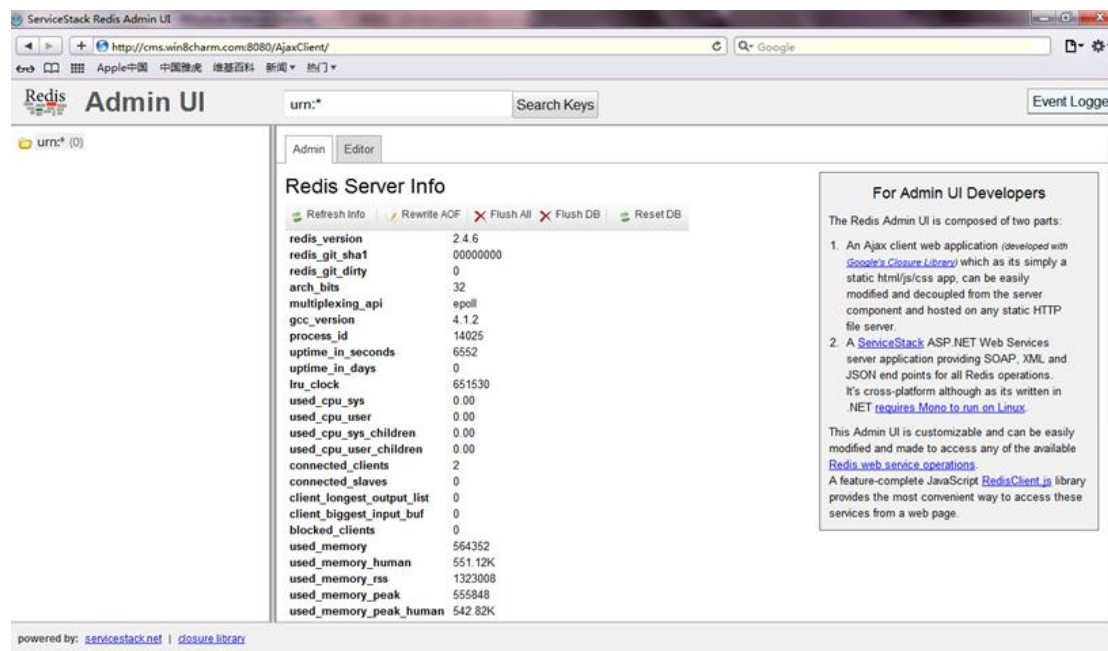 ServiceStack Redis Admin UI
http://cms.win8charm.com:8080/AjaxClient/
Google
Apple中国 中国雅虎 维基百科 新闻 热门
Redis Admin UI
urn:*
Search Keys
Event Logge
urn:* (0)
Admin
Editor
Redis Server Info
Refresh Info Rewrite AOF Flush All Flush DB Reset DB
redis_version 2.4.6
redis_git_sha1 00000000
redis_git_dirty 0
arch_bits 32
multiplexing_api epoll
gcc_version 4.1.2
process_id 14025
uptime_in_seconds 6552
uptime_in_days 0
lru_clock 651530
used_cpu_sys 0.00
used_cpu_user 0.00
used_cpu_sys_children 0.00
used_cpu_user_children 0.00
connected_clients 2
connected_slaves 0
client_longest_output_list 0
client_biggest_input_buf 0
blocked_clients 0
used_memory 564352
used_memory_human 551.12K
used_memory_rss 1323008
used_memory_peak 555848
used_memory_peak_human 542.82K
For Admin UI Developers
The Redis Admin UI is composed of two parts:
1. An Ajax client web application (developed with
Google's Closure Library) which as its simply a
static html/js/css app, can be easily
modified and decoupled from the server
component and hosted on any static HTTP
file server.
2. A ServiceStack ASP.NET Web Services
server application providing SOAP, XML and
JSON end points for all Redis operations.
It's cross-platform although as its written in
.NET requires Mono to run on Linux.
This Admin UI is customizable and can be easily
modified and made to access any of the available
Redis web service operations.
A feature-complete JavaScript RedisClient.js library
provides the most convenient way to access these
services from a web page.
powered by: servicestack.net | closure library